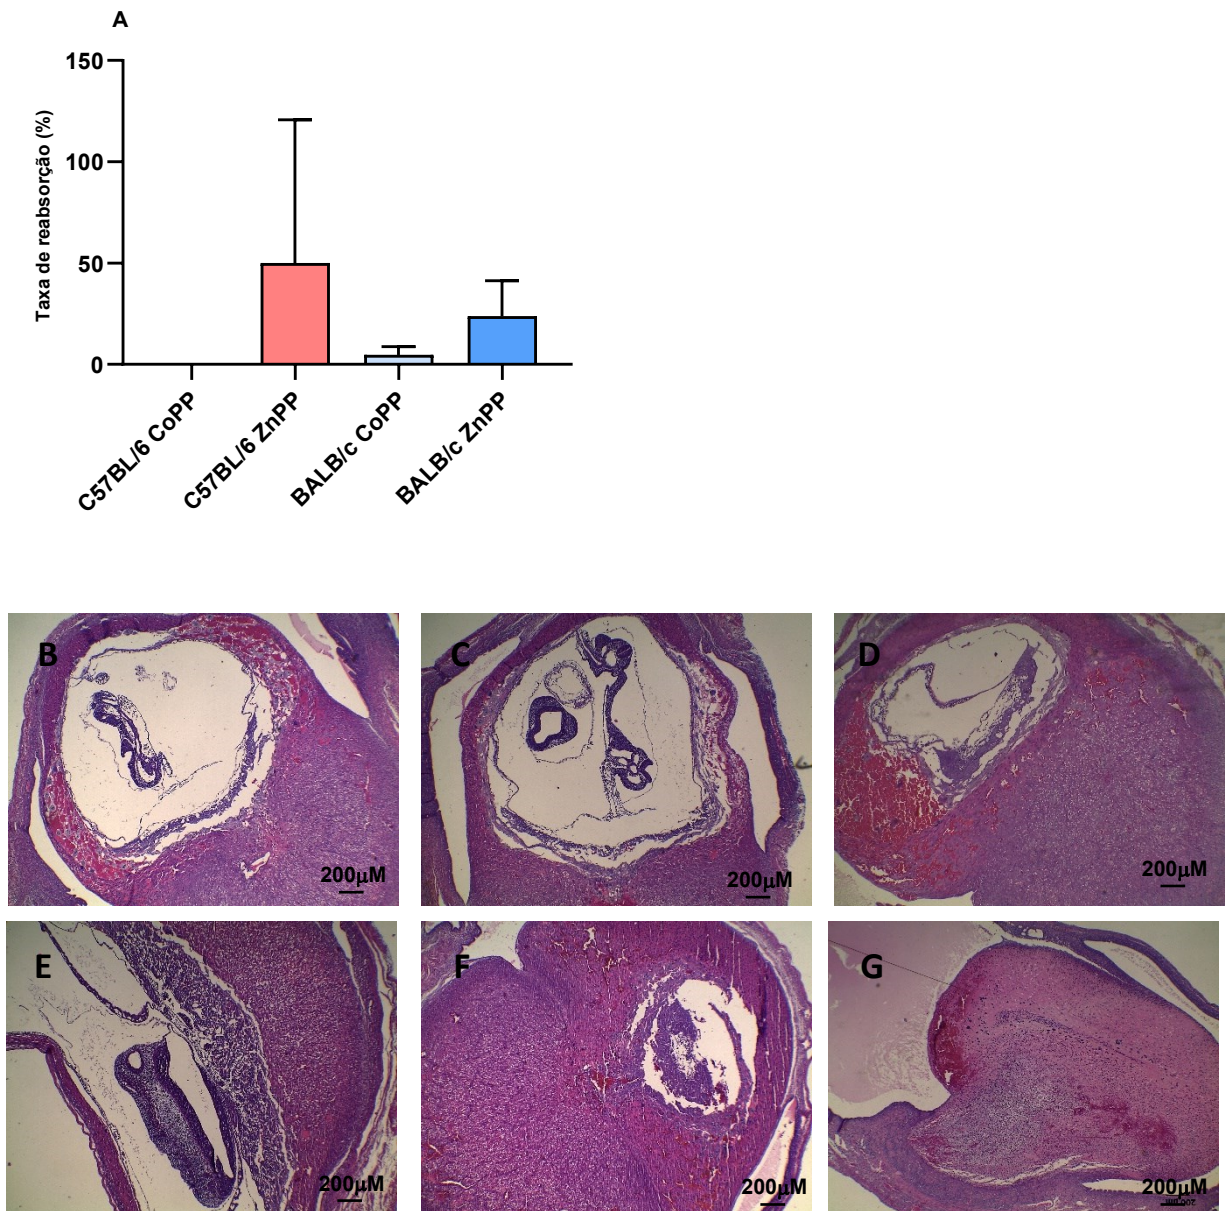 A
150
100
50
0
Taxa de reabsorção (%)
C57BL/6 CoPP
C57BL/6 ZnPP
BALB/c CoPP
BALB/c ZnPP
B
200µM
C
200µM
D
200µM
E
200µM
F
200µM
G
200µM